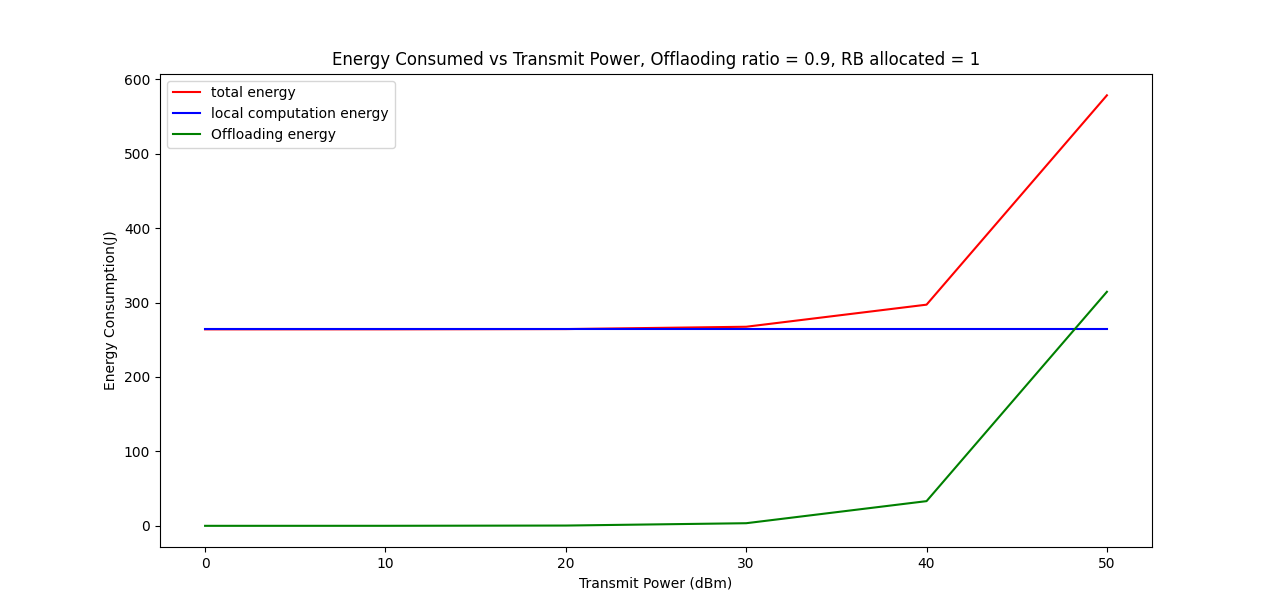 Energy Consumed vs Transmit Power, Offlaoding ratio = 0.9, RB allocated = 1
total energy
local computation energy
Offloading energy
600
500
400
300
200
100
0
Energy Consumption(J)
0 10 20 30 40 50
Transmit Power (dBm)